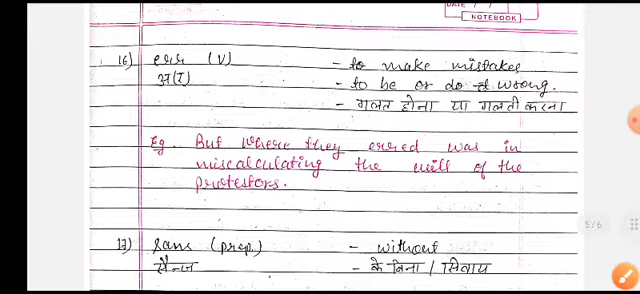 DATE / /
NOTEBOOK
16) err (V) - to make mistakes
अ(र) - to be or do wrong.
- गलत होना या गलती करना
Eg. But where they erred was in
miscalculating the will of the
protestors.
5/6
17) Sans (prep.) - without
सैन्ज - के बिना / सिवाय